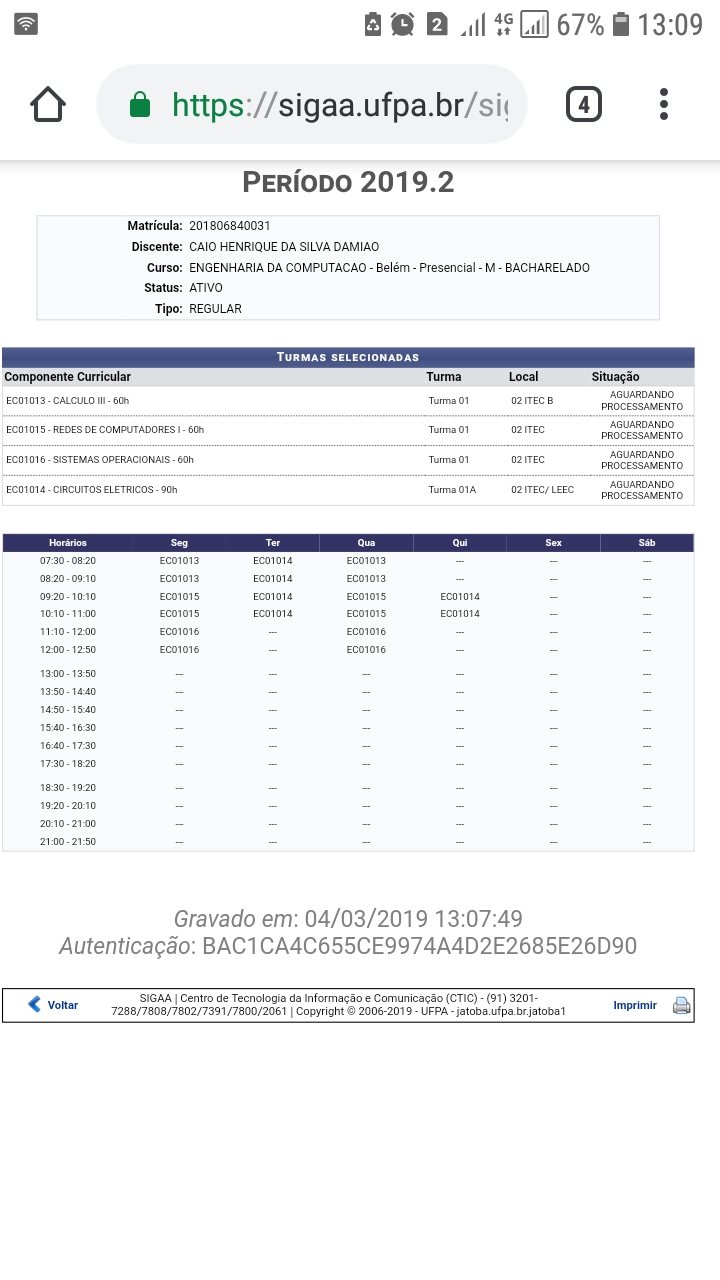 2 4G 67% 13:09
https://sigaa.ufpa.br/sig 4
PERÍODO 2019.2
Matrícula: 201806840031
Discente: CAIO HENRIQUE DA SILVA DAMIAO
Curso: ENGENHARIA DA COMPUTACAO - Belém - Presencial - M - BACHARELADO
Status: ATIVO
Tipo: REGULAR
TURMAS SELECIONADAS
Componente Curricular Turma Local Situação
EC01013 - CALCULO III - 60h Turma 01 02 ITEC B AGUARDANDO PROCESSAMENTO
EC01015 - REDES DE COMPUTADORES I - 60h Turma 01 02 ITEC AGUARDANDO PROCESSAMENTO
EC01016 - SISTEMAS OPERACIONAIS - 60h Turma 01 02 ITEC AGUARDANDO PROCESSAMENTO
EC01014 - CIRCUITOS ELETRICOS - 90h Turma 01A 02 ITEC/ LEEC AGUARDANDO PROCESSAMENTO
Horários Seg Ter Qua Qui Sex Sáb
07:30 - 08:20 EC01013 EC01014 EC01013 --- --- ---
08:20 - 09:10 EC01013 EC01014 EC01013 --- --- ---
09:20 - 10:10 EC01015 EC01014 EC01015 EC01014 --- ---
10:10 - 11:00 EC01015 EC01014 EC01015 EC01014 --- ---
11:10 - 12:00 EC01016 --- EC01016 --- --- ---
12:00 - 12:50 EC01016 --- EC01016 --- --- ---
13:00 - 13:50 --- --- --- --- --- ---
13:50 - 14:40 --- --- --- --- --- ---
14:50 - 15:40 --- --- --- --- --- ---
15:40 - 16:30 --- --- --- --- --- ---
16:40 - 17:30 --- --- --- --- --- ---
17:30 - 18:20 --- --- --- --- --- ---
18:30 - 19:20 --- --- --- --- --- ---
19:20 - 20:10 --- --- --- --- --- ---
20:10 - 21:00 --- --- --- --- --- ---
21:00 - 21:50 --- --- --- --- --- ---
Gravado em: 04/03/2019 13:07:49
Autenticação: BAC1CA4C655CE9974A4D2E2685E26D90
Voltar
SIGAA | Centro de Tecnologia da Informação e Comunicação (CTIC) - (91) 3201-
7288/7808/7802/7391/7800/2061 | Copyright © 2006-2019 - UFPA - jatoba.ufpa.br.jatoba1
Imprimir